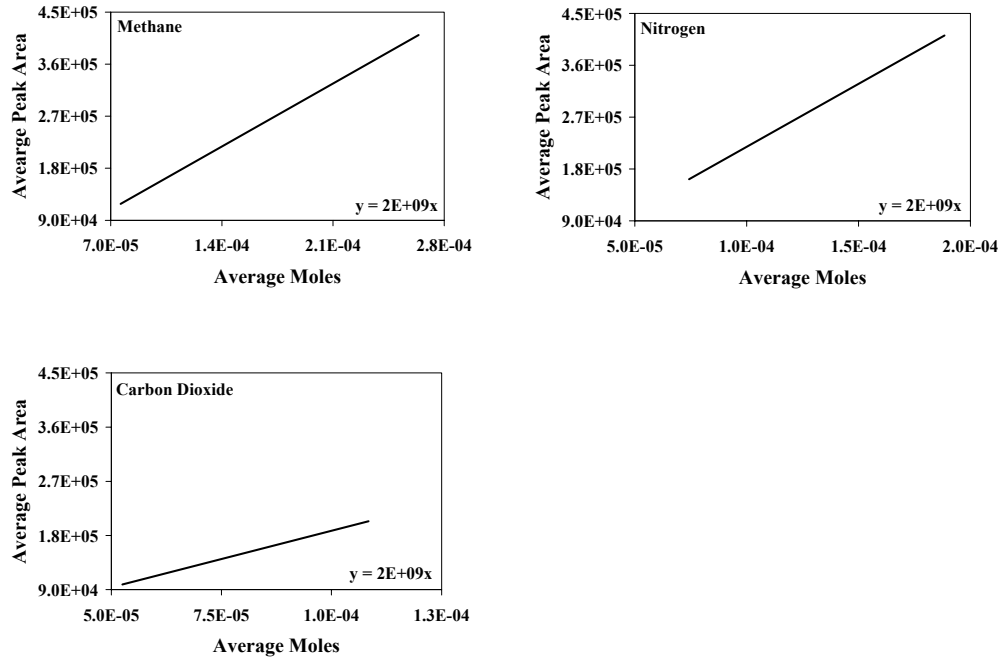 4.5E+05
Methane
3.6E+05
2.7E+05
1.8E+05
9.0E+04
y = 2E+09x
7.0E-05 1.4E-04 2.1E-04 2.8E-04
Average Moles
Avearge Peak Area
4.5E+05
Nitrogen
3.6E+05
2.7E+05
1.8E+05
9.0E+04
y = 2E+09x
5.0E-05 1.0E-04 1.5E-04 2.0E-04
Average Moles
Average Peak Area
4.5E+05
Carbon Dioxide
3.6E+05
2.7E+05
1.8E+05
9.0E+04
y = 2E+09x
5.0E-05 7.5E-05 1.0E-04 1.3E-04
Average Moles
Average Peak Area